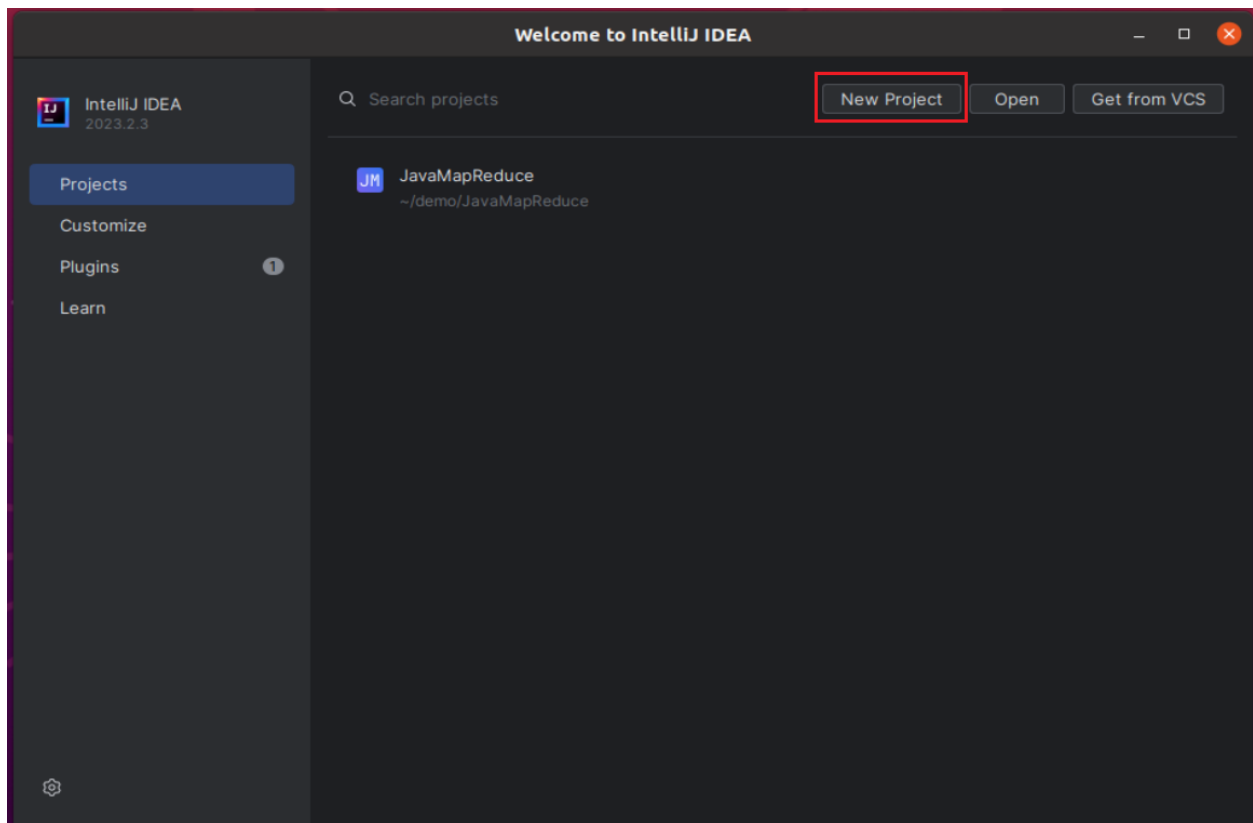 Welcome to IntelliJ IDEA
IJ
IntelliJ IDEA
2023.2.3
Search projects
New Project
Open
Get from VCS
Projects
Customize
Plugins
1
Learn
JM
JavaMapReduce
~/demo/JavaMapReduce